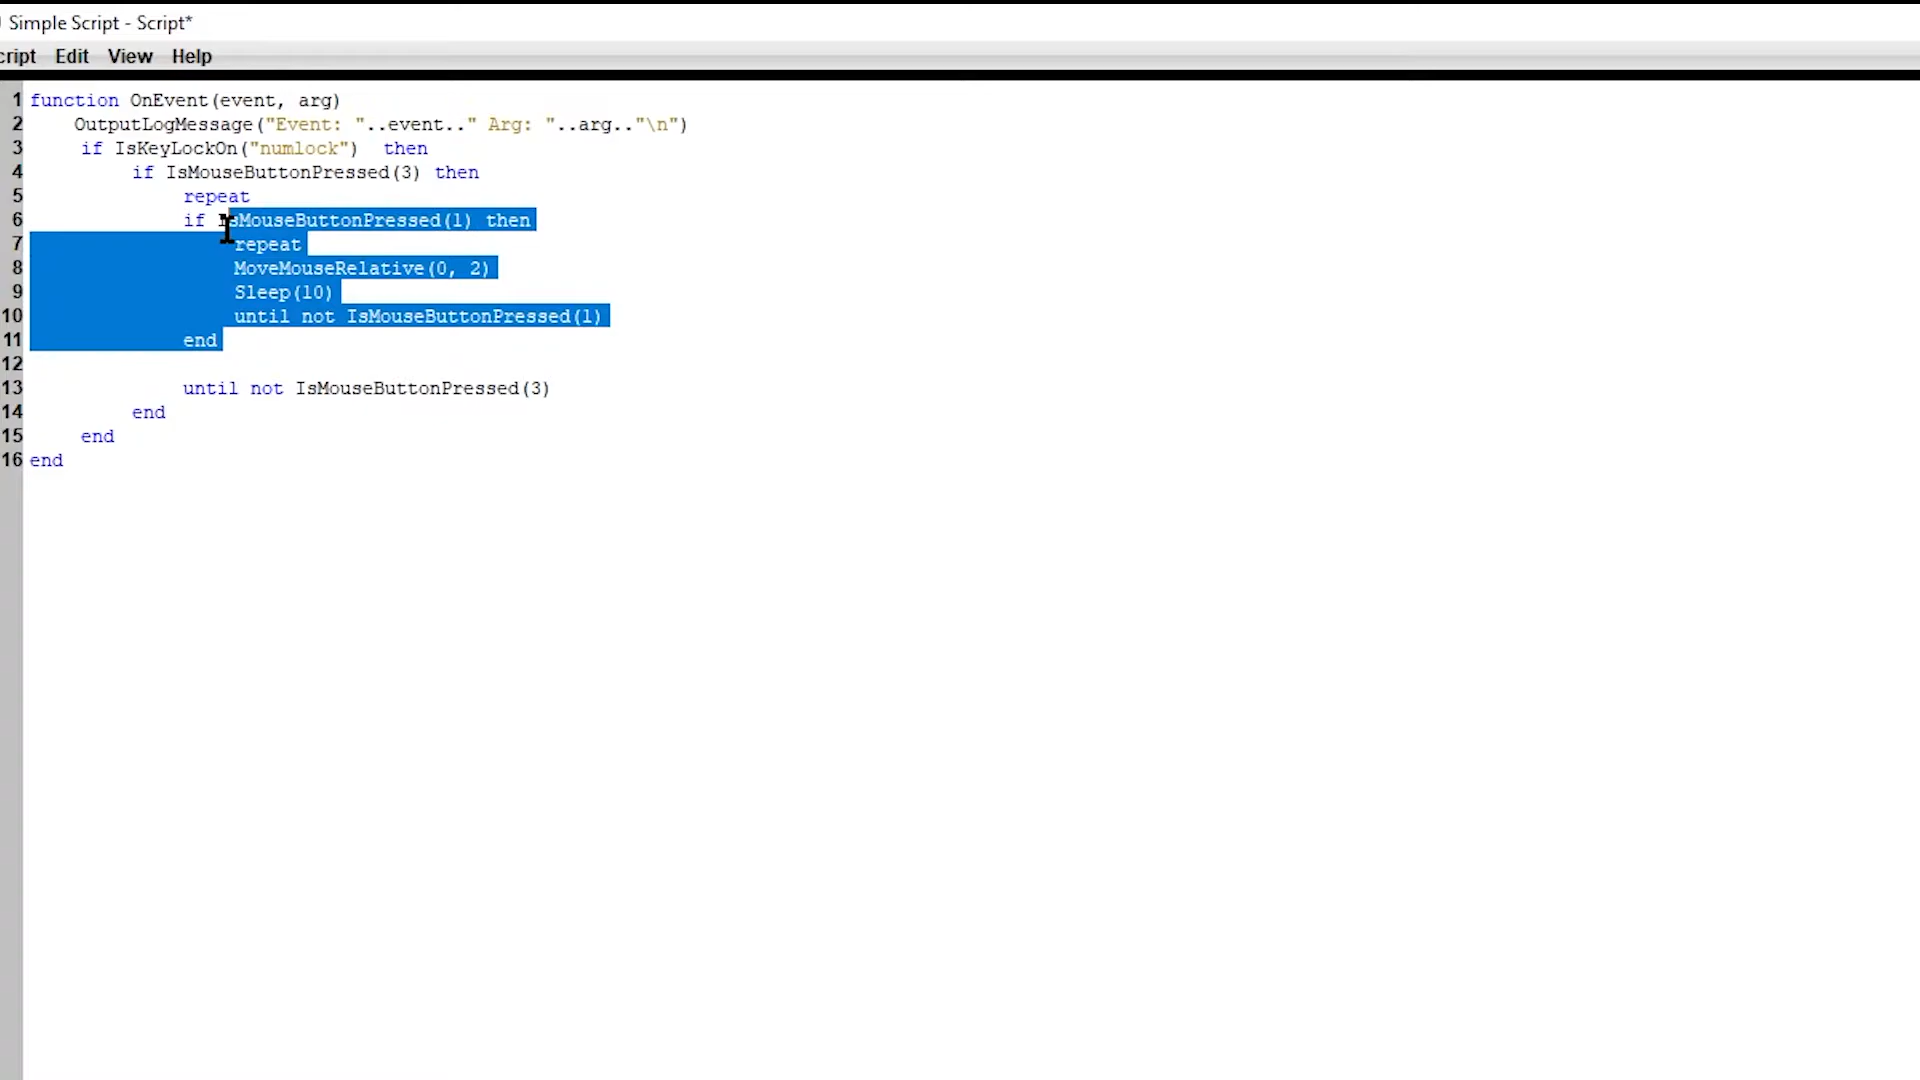 Simple Script - Script*
cript Edit View Help
1 function OnEvent(event, arg)
2 OutputLogMessage("Event: "..event.." Arg: "..arg.."\n")
3 if IsKeyLockOn("numlock") then
4 if IsMouseButtonPressed(3) then
5 repeat
6 if IsMouseButtonPressed(1) then
7 repeat
8 MoveMouseRelative(0, 2)
9 Sleep(10)
10 until not IsMouseButtonPressed(1)
11 end
12
13 until not IsMouseButtonPressed(3)
14 end
15 end
16 end